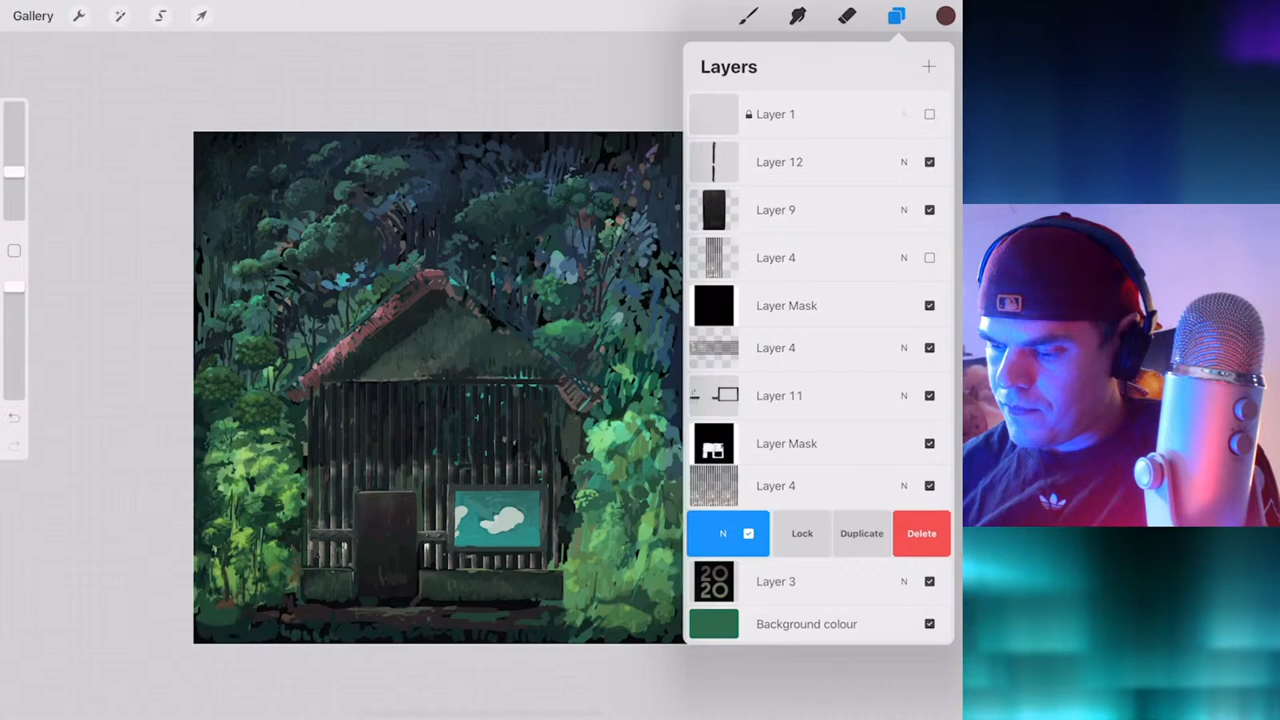 Gallery
Layers
Layer 1
Layer 12 N
Layer 9 N
Layer 4 N
Layer Mask
Layer 4 N
Layer 11 N
Layer Mask
Layer 4 N
N Lock Duplicate Delete
20
20
Layer 3 N
Background colour